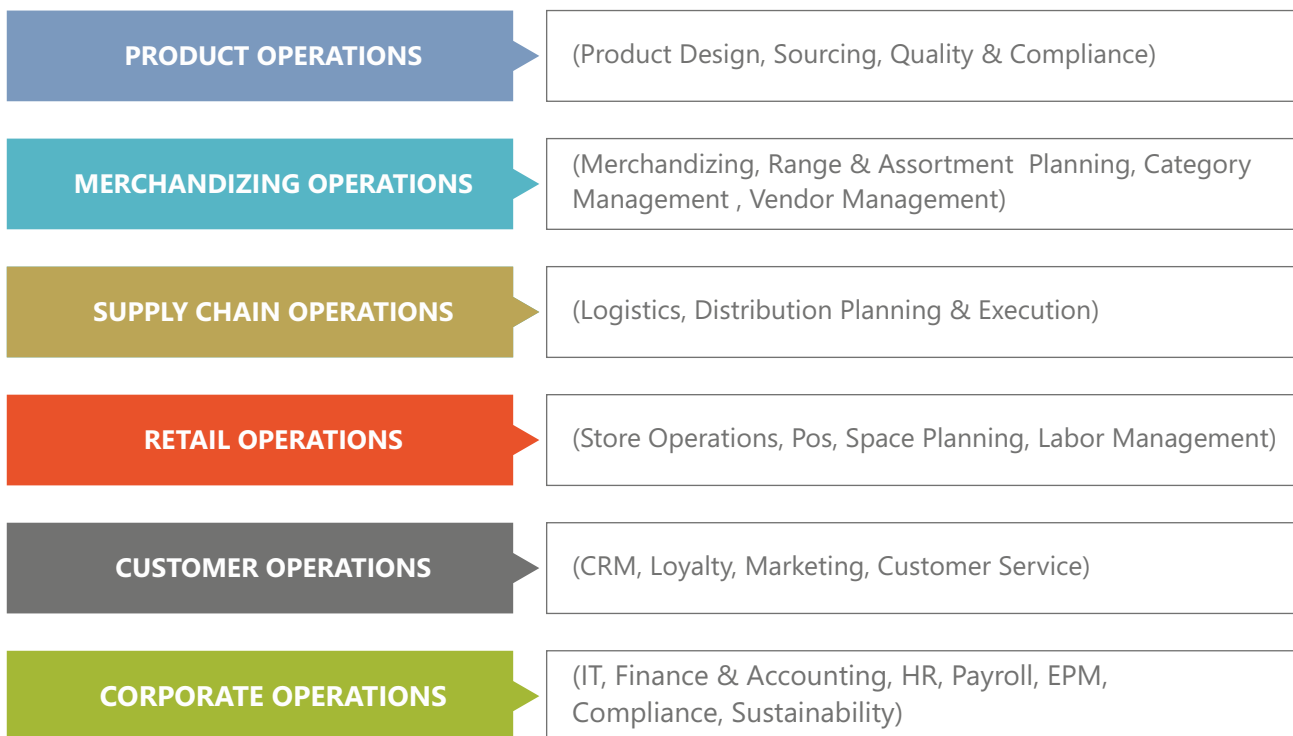 PRODUCT OPERATIONS
(Product Design, Sourcing, Quality & Compliance)
MERCHANDIZING OPERATIONS
(Merchandizing, Range & Assortment  Planning, Category
Management , Vendor Management)
SUPPLY CHAIN OPERATIONS
(Logistics, Distribution Planning & Execution)
RETAIL OPERATIONS
(Store Operations, Pos, Space Planning, Labor Management)
CUSTOMER OPERATIONS
(CRM, Loyalty, Marketing, Customer Service)
CORPORATE OPERATIONS
(IT, Finance & Accounting, HR, Payroll, EPM,
Compliance, Sustainability)